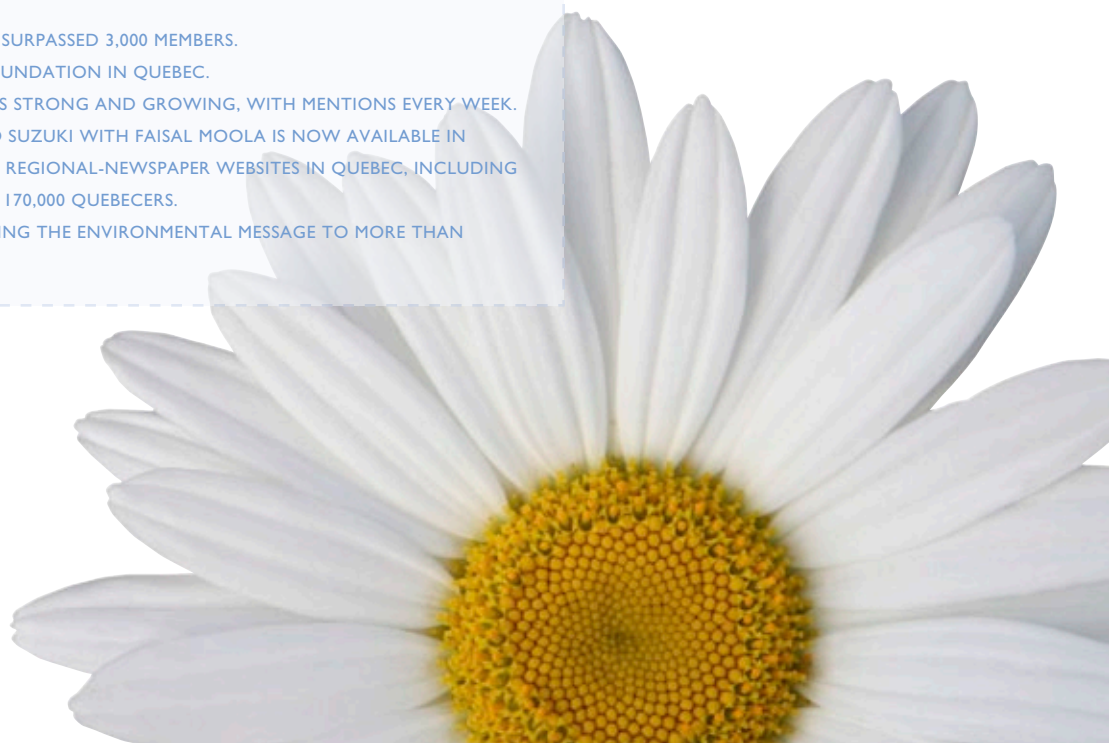 SURPASSED 3,000 MEMBERS.
UNDATION IN QUEBEC.
S STRONG AND GROWING, WITH MENTIONS EVERY WEEK.
SUZUKI WITH FAISAL MOOLA IS NOW AVAILABLE IN
REGIONAL-NEWSPAPER WEBSITES IN QUEBEC, INCLUDING
170,000 QUEBECERS.
ING THE ENVIRONMENTAL MESSAGE TO MORE THAN